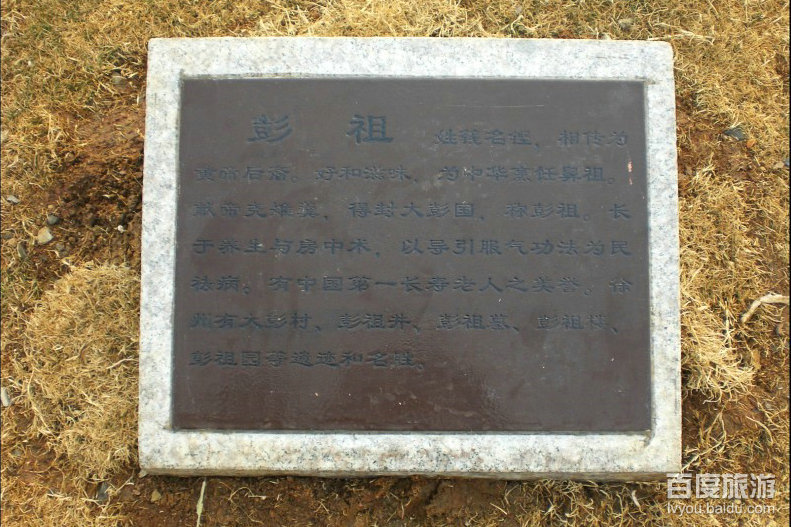 彭祖 姓钱名铿，相传为
黄帝后裔。好和滋味，为中华烹饪鼻祖。
献帝尧雉羹，得封大彭国，称彭祖。长
于养生与房中术，以导引服气功法为民
祛病。有中国第一长寿老人之美誉。徐
州有大彭村、彭祖井、彭祖墓、彭祖楼、
彭祖园等遗迹和名胜。
百度旅游
lvyou.baidu.com